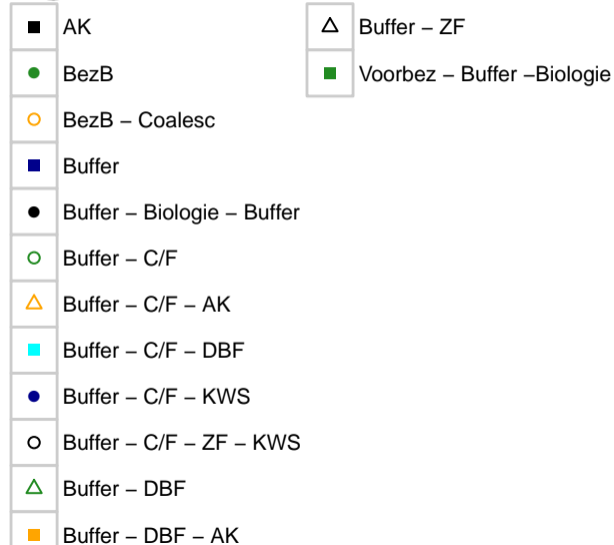 AK
BezB
BezB – Coalesc
Buffer
Buffer – Biologie – Buffer
Buffer – C/F
Buffer – C/F – AK
Buffer – C/F – DBF
Buffer – C/F – KWS
Buffer – C/F – ZF – KWS
Buffer – DBF
Buffer – DBF – AK
Buffer – ZF
Voorbez – Buffer –Biologie